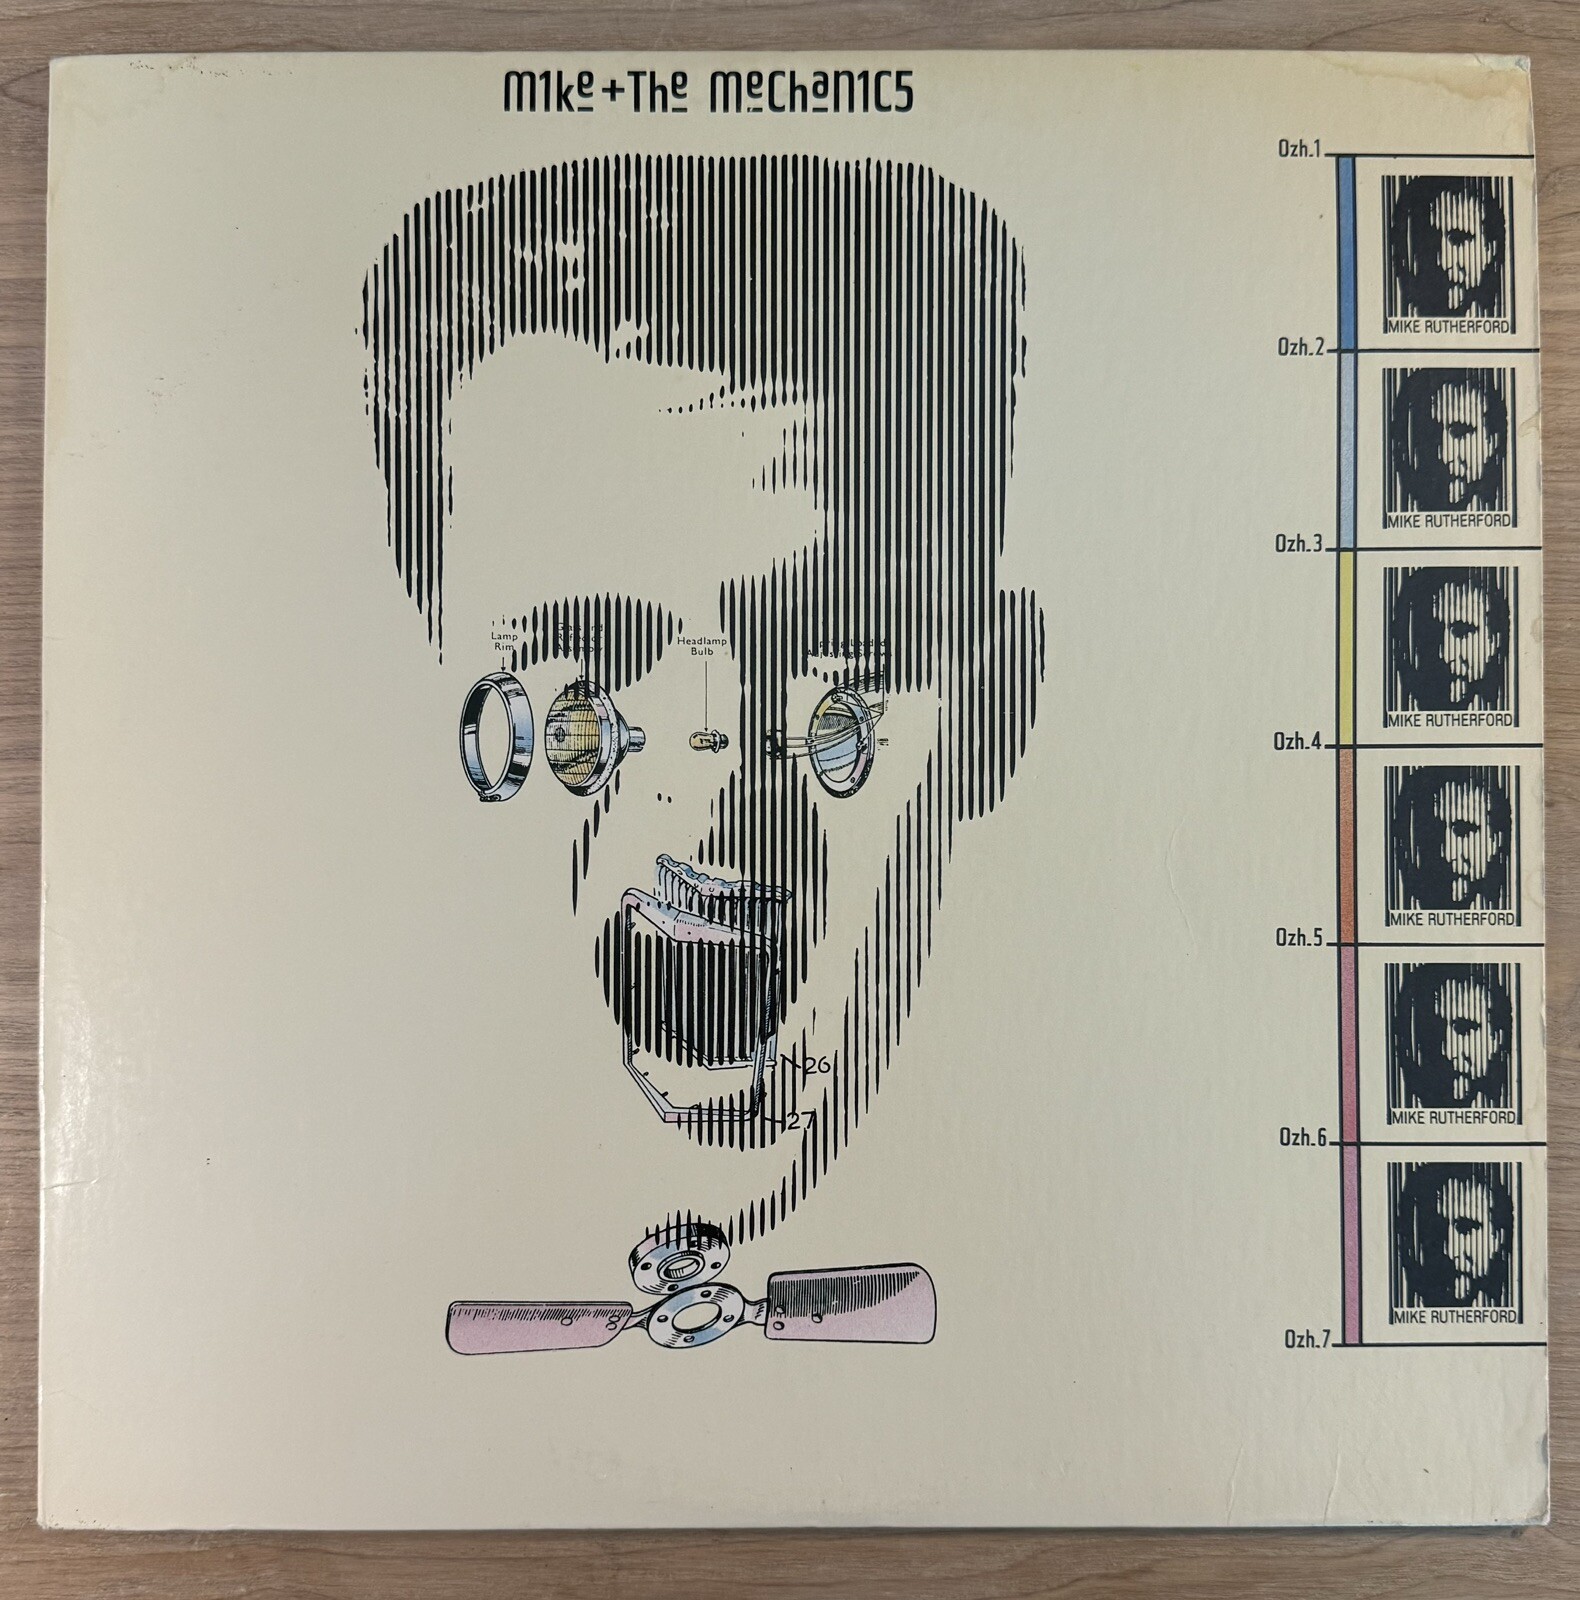 M1ke + The MeChaN1C5
Ozh.1
MIKE RUTHERFORD
Ozh.2
MIKE RUTHERFORD
Ozh.3
MIKE RUTHERFORD
Lamp
Rim
Headlamp
Bulb
Ozh.4
MIKE RUTHERFORD
Ozh.5
MIKE RUTHERFORD
26
27
Ozh.6
MIKE RUTHERFORD
Ozh.7